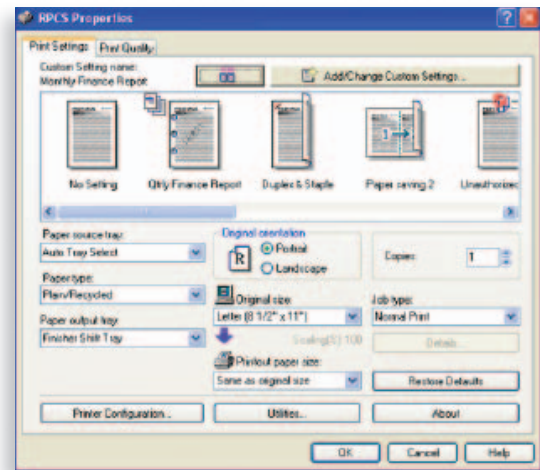 RPCS Properties
Print Settings Print Quality
Custom Setting name:
Monthly Finance Report
Add/Change Custom Settings...
No Setting Qtrly Finance Report Duplex & Staple Paper saving 2 Unauthorized
Paper source tray:
Auto Tray Select
Paper type:
Plain/Recycled
Paper output tray:
Finisher Shift Tray
Original orientation
R
Portrait
Landscape
Original size:
Letter (8 1/2" x 11")
Scaling(%): 100
Printout paper size:
Same as original size
Copies: 1
Job type:
Normal Print
Details...
Restore Defaults
Printer Configuration... Utilities... About
OK Cancel Help